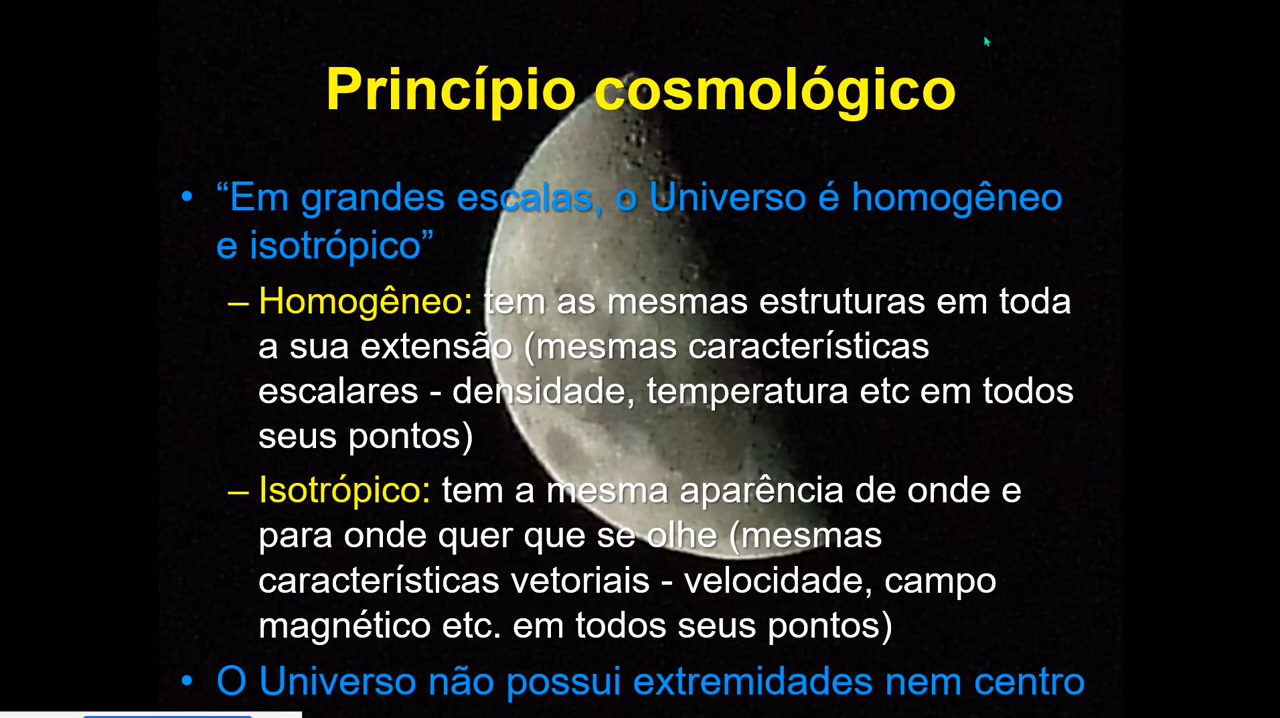 Princípio cosmológico
• “Em grandes escalas, o Universo é homogêneo
e isotrópico”
– Homogêneo: tem as mesmas estruturas em toda
a sua extensão (mesmas características
escalares - densidade, temperatura etc em todos
seus pontos)
– Isotrópico: tem a mesma aparência de onde e
para onde quer que se olhe (mesmas
características vetoriais - velocidade, campo
magnético etc. em todos seus pontos)
• O Universo não possui extremidades nem centro